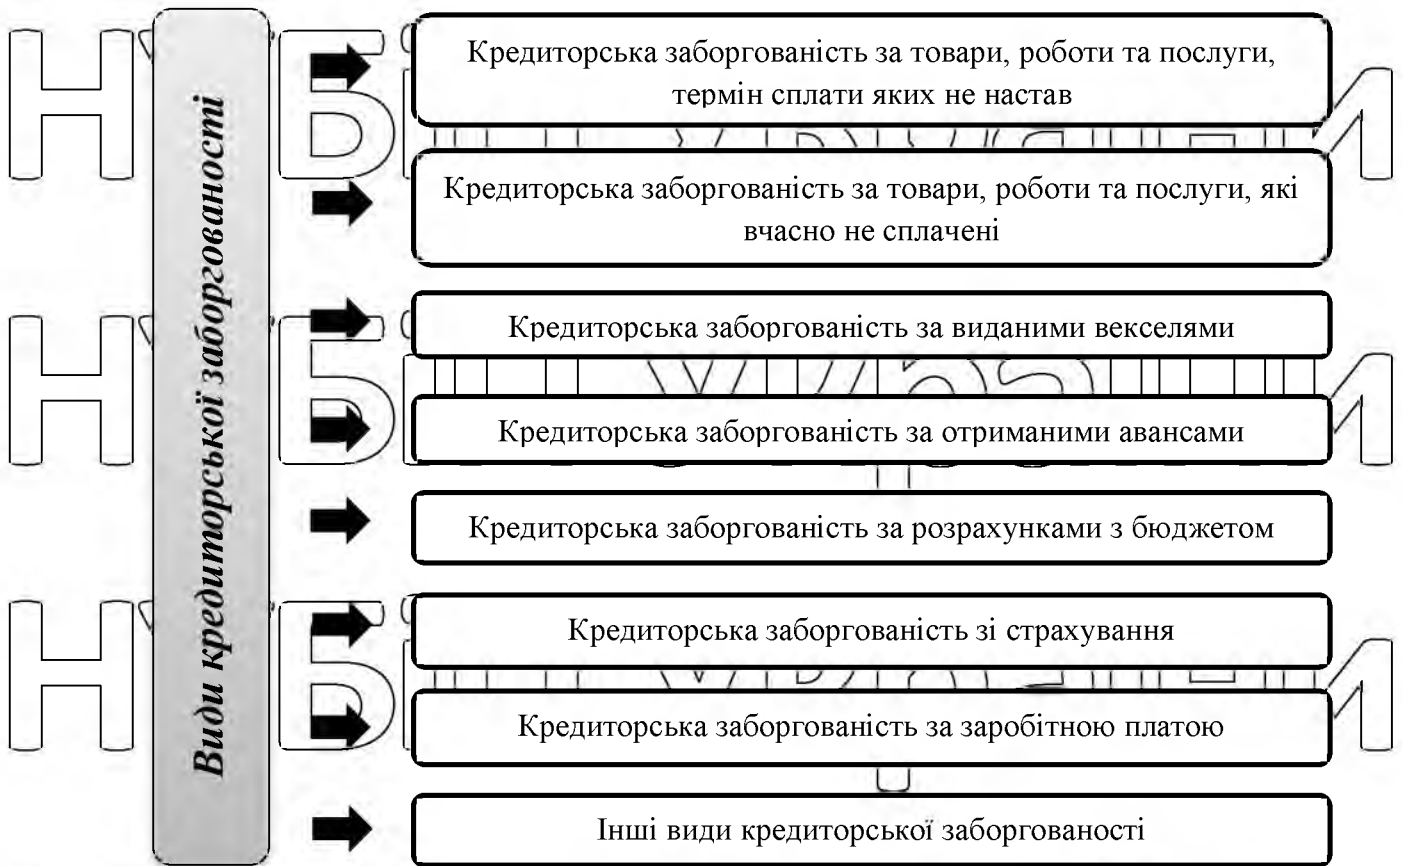 Види кредиторської заборгованості
Кредиторська заборгованість за товари, роботи та послуги,
термін сплати яких не настав
Кредиторська заборгованість за товари, роботи та послуги, які
вчасно не сплачені
Кредиторська заборгованість за виданими векселями
Кредиторська заборгованість за отриманими авансами
Кредиторська заборгованість за розрахунками з бюджетом
Кредиторська заборгованість зі страхування
Кредиторська заборгованість за заробітною платою
Інші види кредиторської заборгованості